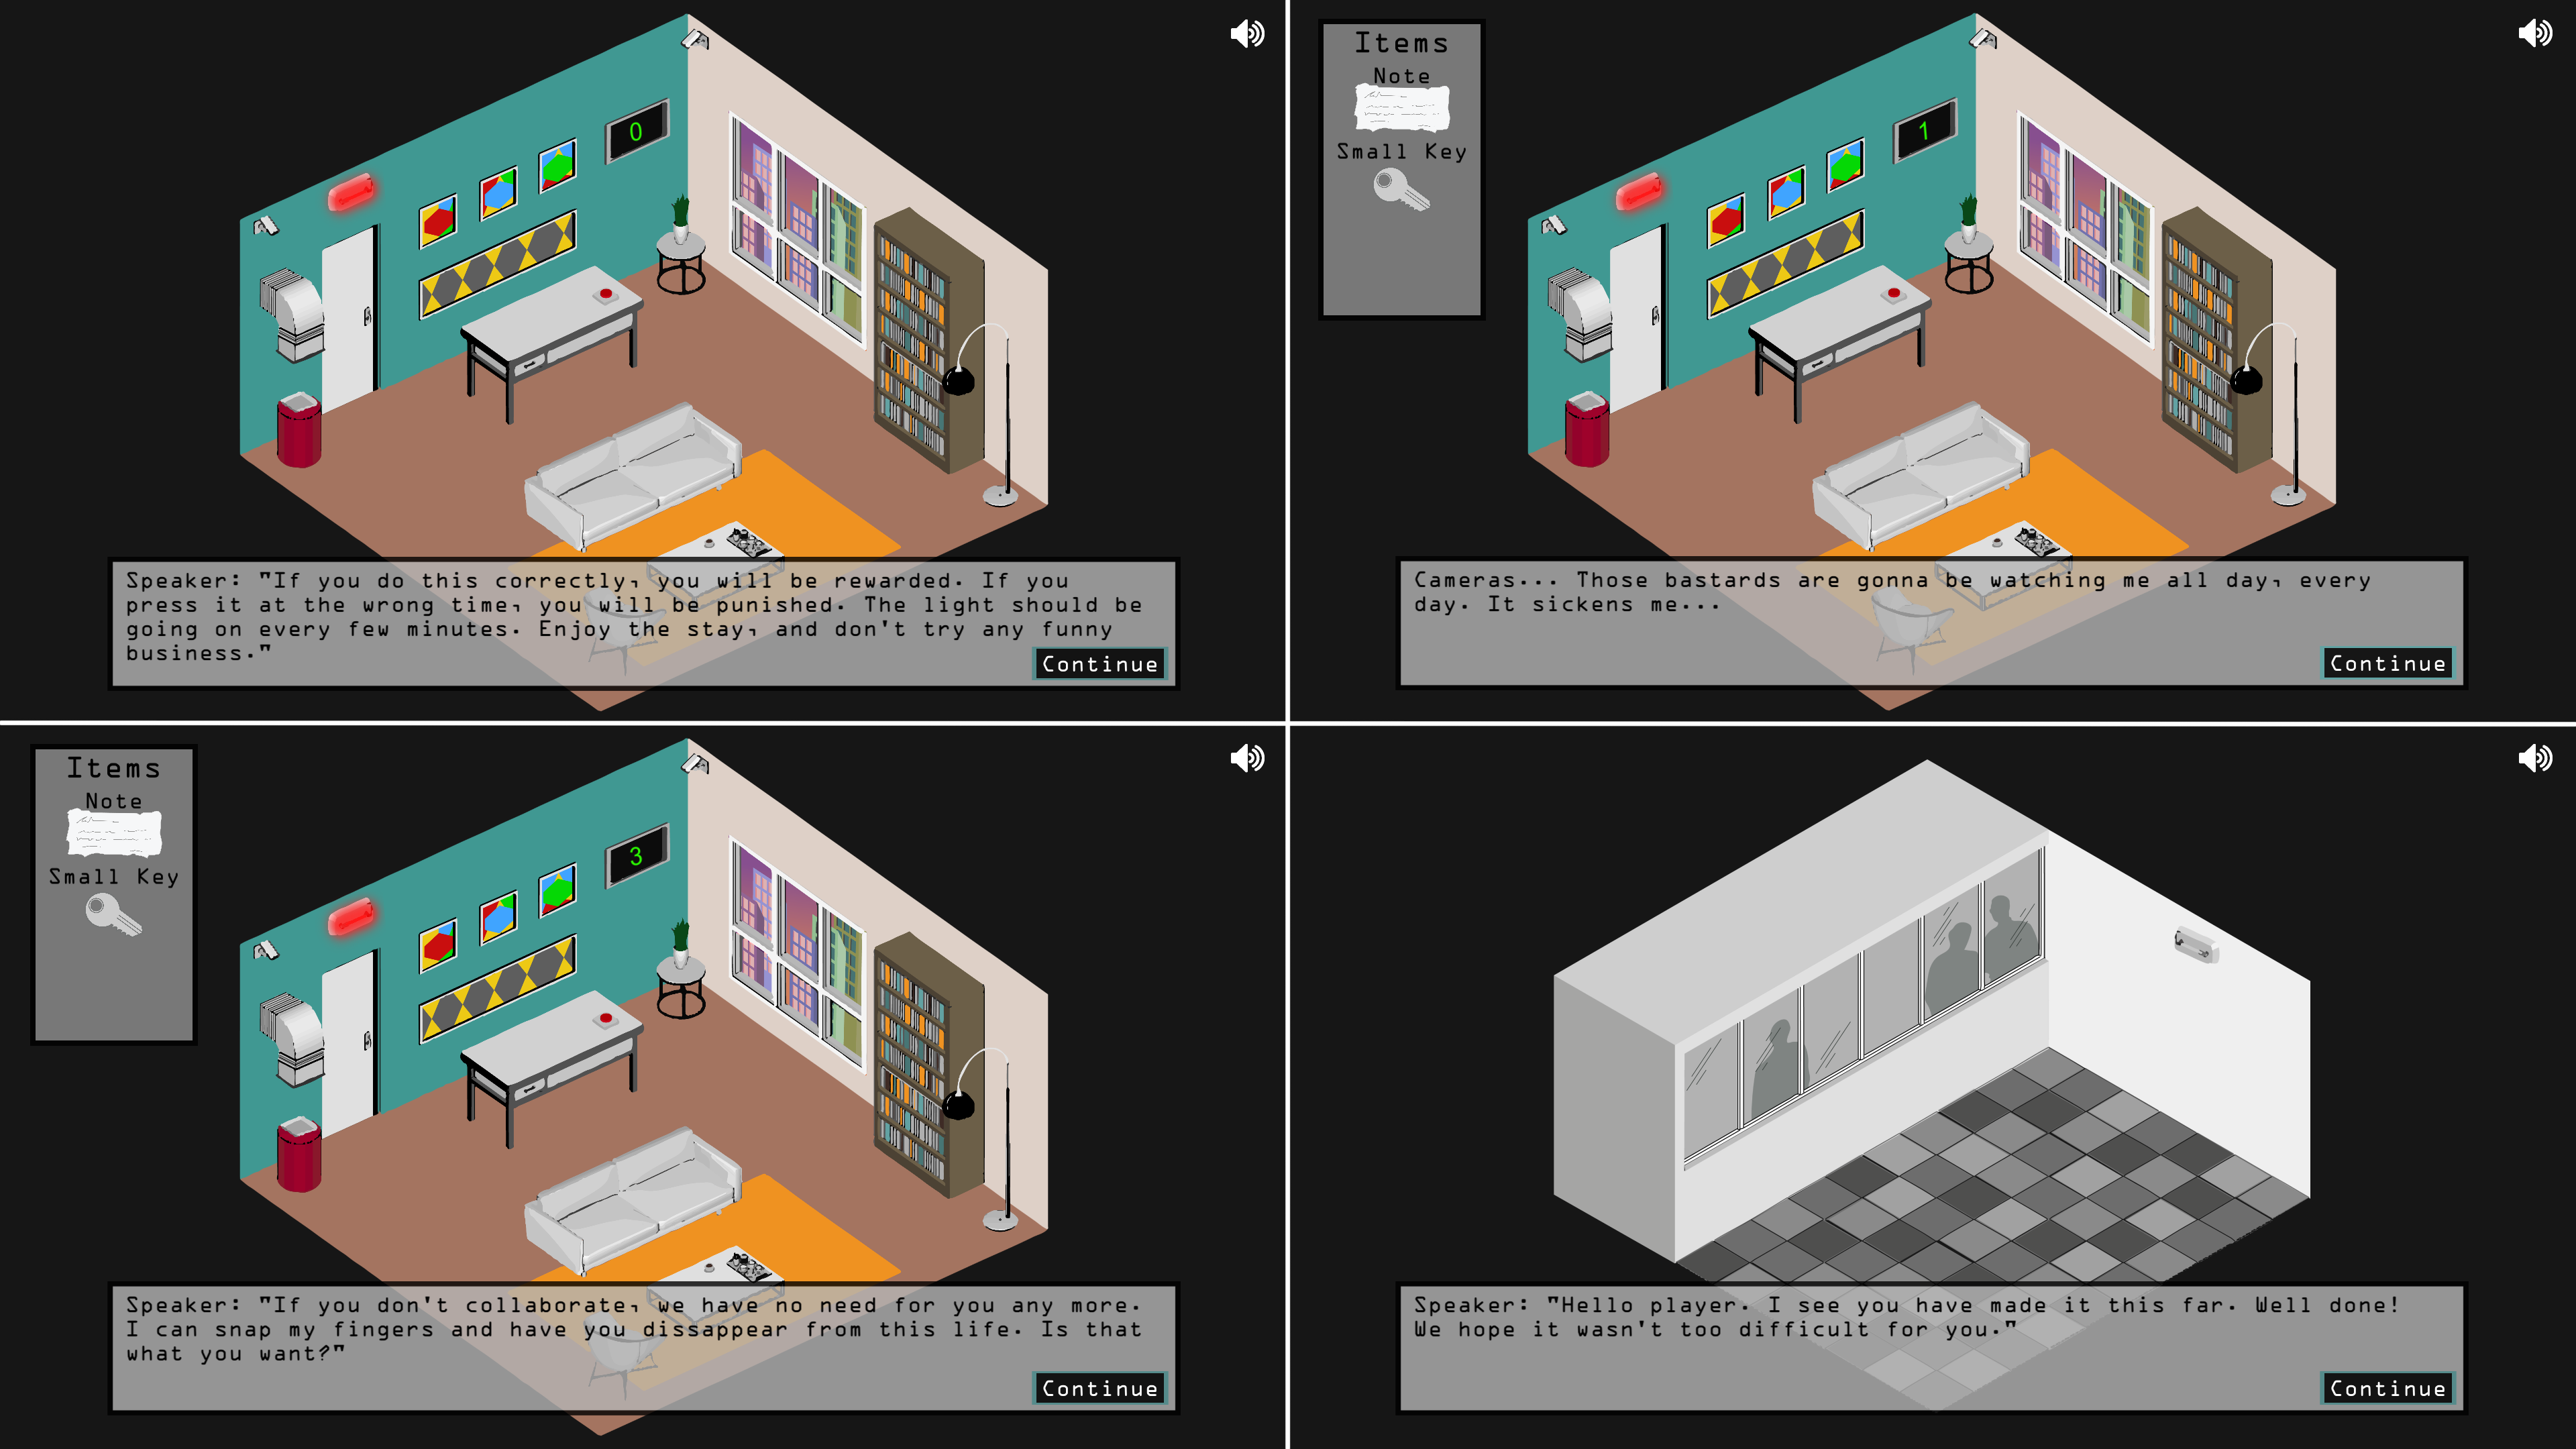 0
Speaker: "If you do this correctly, you will be rewarded. If you
press it at the wrong time, you will be punished. The light should be
going on every few minutes. Enjoy the stay, and don't try any funny
business."
Continue
Items
Note
Small Key
1
Cameras... Those bastards are gonna be watching me all day, every
day. It sickens me...
Continue
Items
Note
Small Key
3
Speaker: "If you don't collaborate, we have no need for you any more.
I can snap my fingers and have you dissappear from this life. Is that
what you want?"
Continue
Speaker: "Hello player. I see you have made it this far. Well done!
We hope it wasn't too difficult for you."
Continue